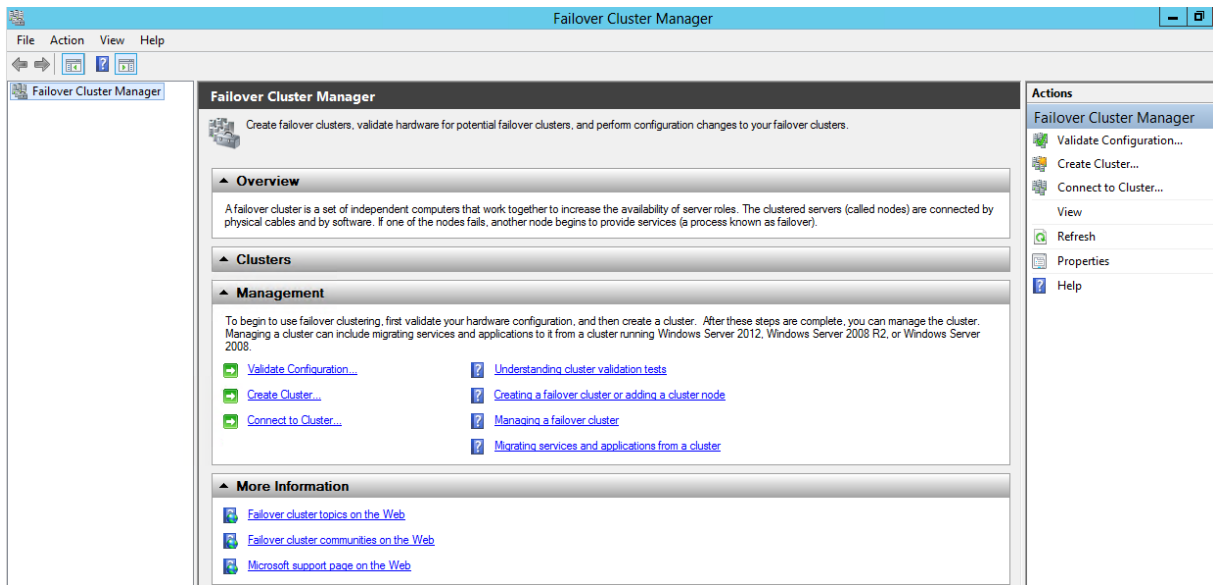 Failover Cluster Manager
File Action View Help
Failover Cluster Manager
Failover Cluster Manager
Create failover clusters, validate hardware for potential failover clusters, and perform configuration changes to your failover clusters.
Overview
A failover cluster is a set of independent computers that work together to increase the availability of server roles. The clustered servers (called nodes) are connected by
physical cables and by software. If one of the nodes fails, another node begins to provide services (a process known as failover).
Clusters
Management
To begin to use failover clustering, first validate your hardware configuration, and then create a cluster. After these steps are complete, you can manage the cluster.
Managing a cluster can include migrating services and applications to it from a cluster running Windows Server 2012, Windows Server 2008 R2, or Windows Server
2008.
Validate Configuration... Understanding cluster validation tests
Create Cluster... Creating a failover cluster or adding a cluster node
Connect to Cluster... Managing a failover cluster
Migrating services and applications from a cluster
More Information
Failover cluster topics on the Web
Failover cluster communities on the Web
Microsoft support page on the Web
Actions
Failover Cluster Manager
Validate Configuration...
Create Cluster...
Connect to Cluster...
View
Refresh
Properties
Help